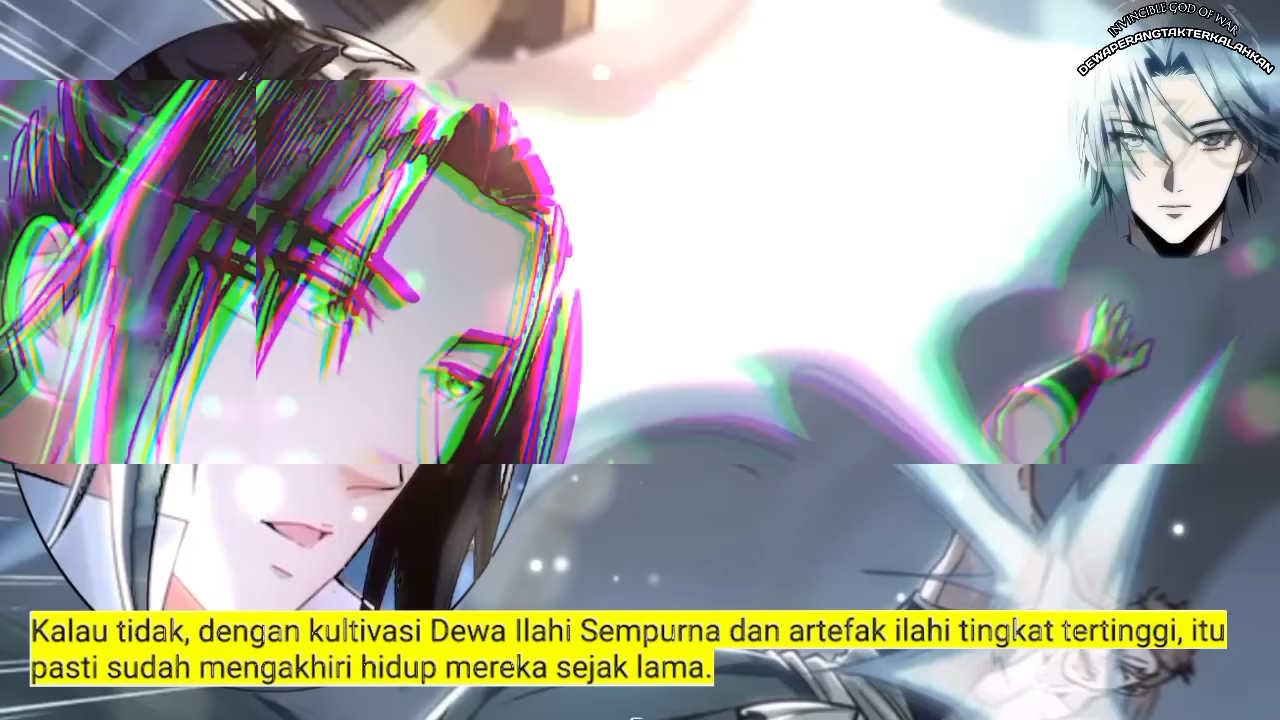 INVINCIBLE GOD OF WAR
DEWAPERANGTAKTERKALAHKAN
Kalau tidak, dengan kultivasi Dewa Ilahi Sempurna dan artefak ilahi tingkat tertinggi, itu
pasti sudah mengakhiri hidup mereka sejak lama.